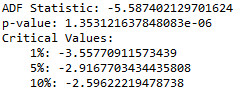 ADF Statistic: -5.587402129701624
p-value: 1.353121637848083e-06
Critical Values:
1%: -3.55770911573439
5%: -2.9167703434435808
10%: -2.59622219478738